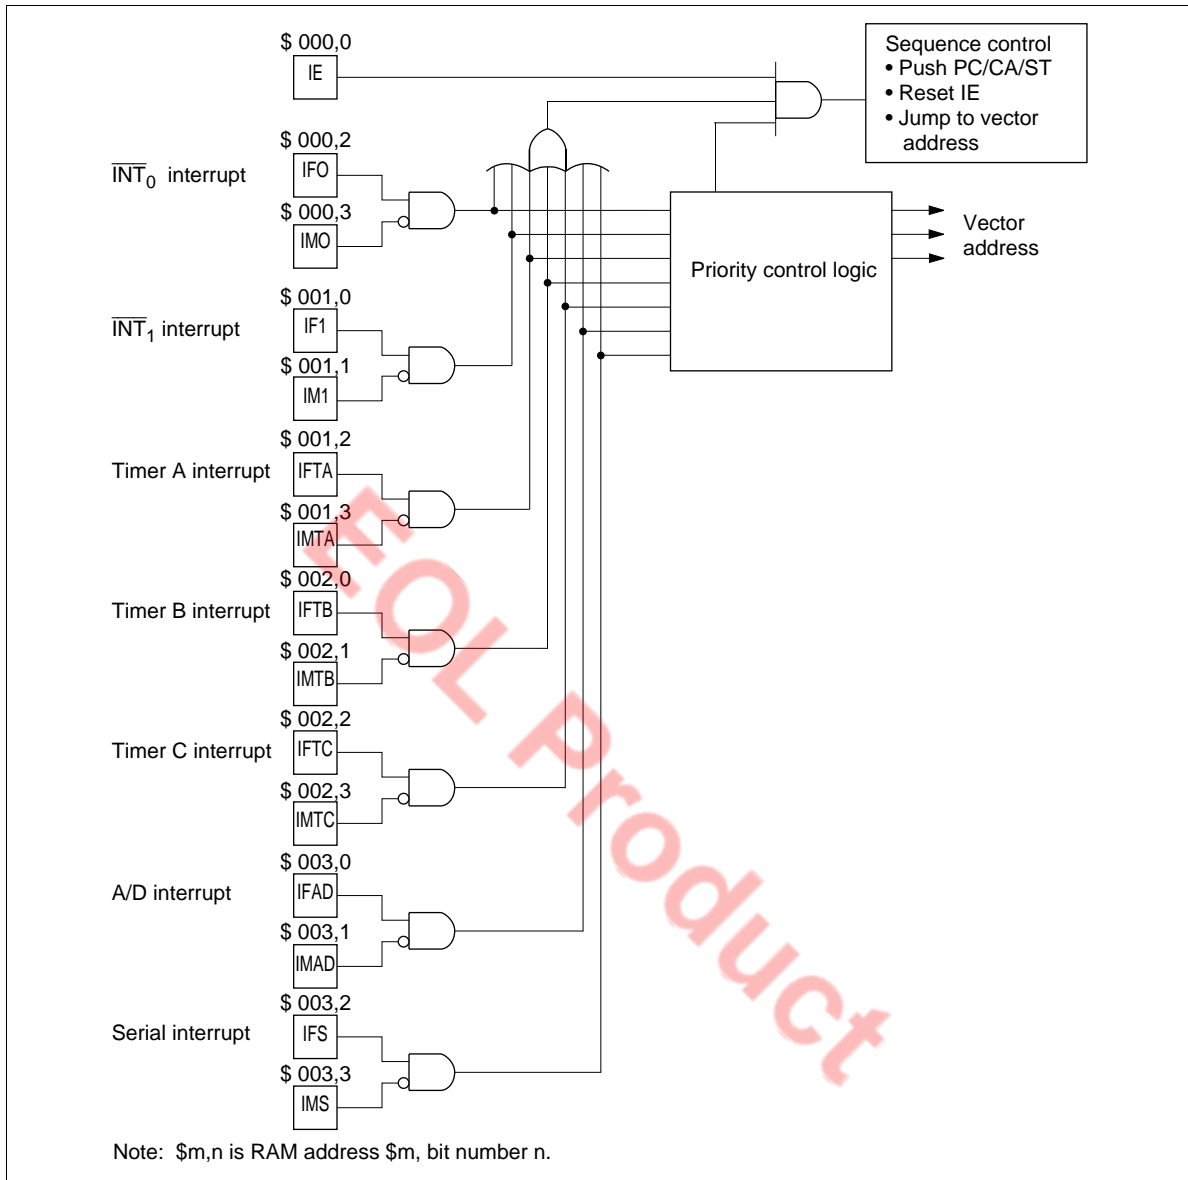 $ 000,0
IE
Sequence control
• Push PC/CA/ST
• Reset IE
• Jump to vector
address
$ 000,2
INT0 interrupt
IFO
$ 000,3
IMO
Priority control logic
Vector
address
$ 001,0
INT1 interrupt
IF1
$ 001,1
IM1
$ 001,2
Timer A interrupt
IFTA
$ 001,3
IMTA
$ 002,0
Timer B interrupt
IFTB
$ 002,1
IMTB
$ 002,2
Timer C interrupt
IFTC
$ 002,3
IMTC
$ 003,0
A/D interrupt
IFAD
$ 003,1
IMAD
$ 003,2
Serial interrupt
IFS
$ 003,3
IMS
Note: $m,n is RAM address $m, bit number n.
EOL Product